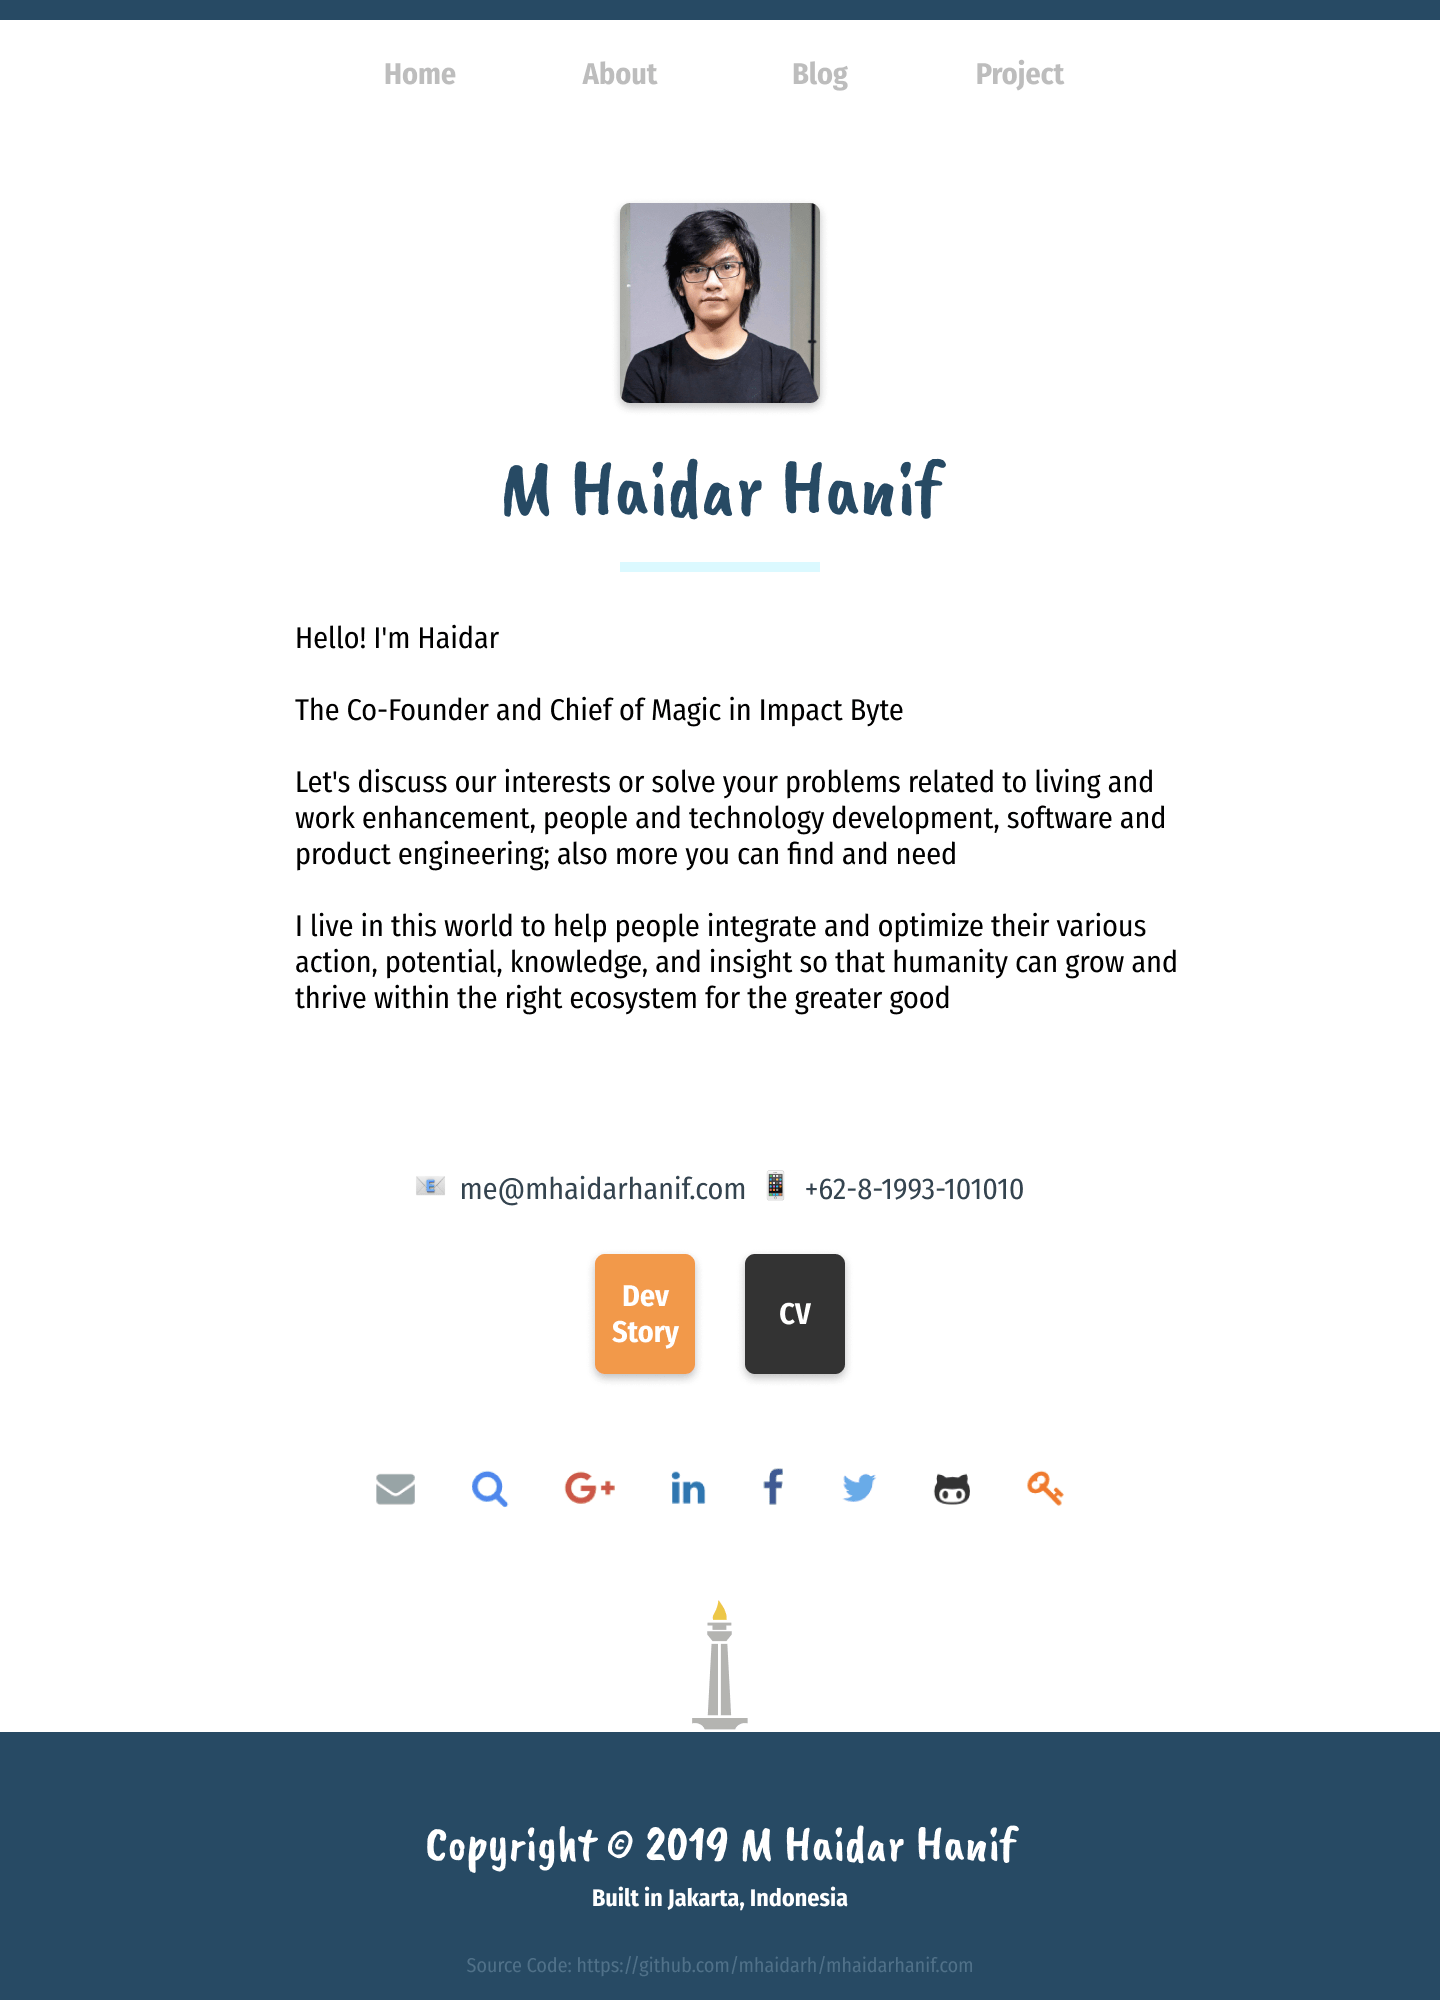 Home About Blog Project
M Haidar Hanif
Hello! I'm Haidar
The Co-Founder and Chief of Magic in Impact Byte
Let's discuss our interests or solve your problems related to living and
work enhancement, people and technology development, software and
product engineering; also more you can find and need
I live in this world to help people integrate and optimize their various
action, potential, knowledge, and insight so that humanity can grow and
thrive within the right ecosystem for the greater good
me@mhaidarhanif.com +62-8-1993-101010
Dev
Story
CV
Copyright © 2019 M Haidar Hanif
Built in Jakarta, Indonesia
Source Code: https://github.com/mhaidarh/mhaidarhanif.com